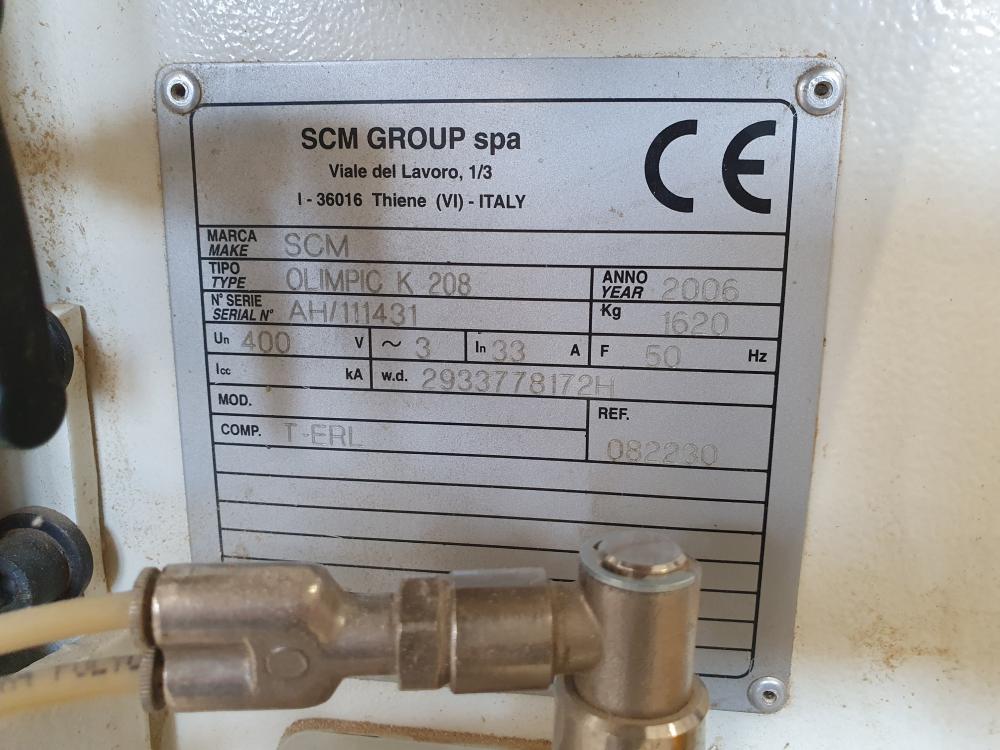 SCM GROUP spa
Viale del Lavoro, 1/3
I - 36016 Thiene (VI) - ITALY
CE
MARCA
MAKE SCM
TIPO
TYPE OLIMPIC K 208
ANNO
YEAR 2006
N° SERIE
SERIAL N° AH/111431
Kg 1620
Un 400 V ~ 3 In 33 A F 50 Hz
Icc kA w.d. 2933778172H
MOD.
COMP. T-ERL
REF.
082230